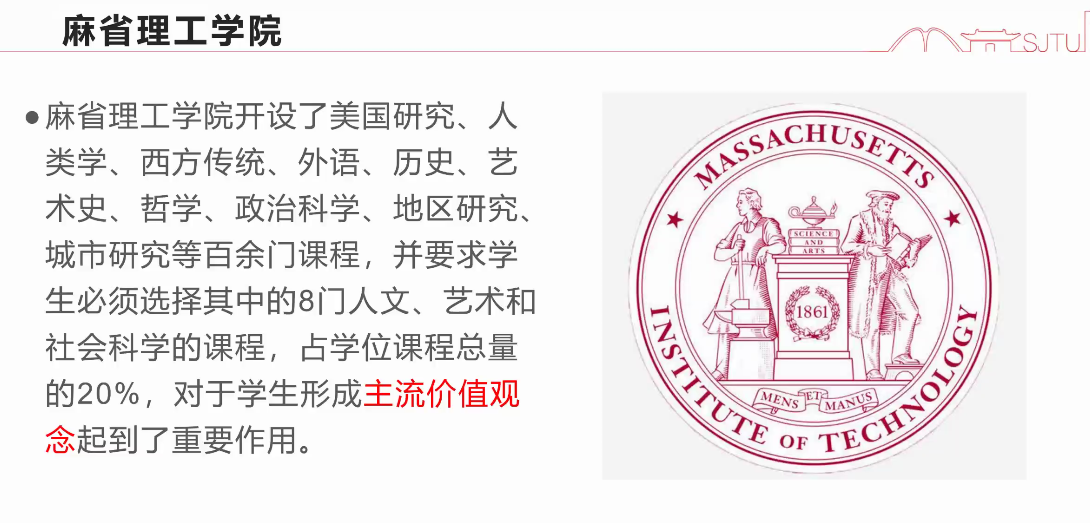 麻省理工学院
SJTU
●麻省理工学院开设了美国研究、人
类学、西方传统、外语、历史、艺
术史、哲学、政治科学、地区研究、
城市研究等百余门课程，并要求学
生必须选择其中的8门人文、艺术和
社会科学的课程，占学位课程总量
的20%，对于学生形成主流价值观
念起到了重要作用。
MASSACHUSETTS
SCIENCE
AND
ARTS
1861
MENS ET MANUS
INSTITUTE OF TECHNOLOGY